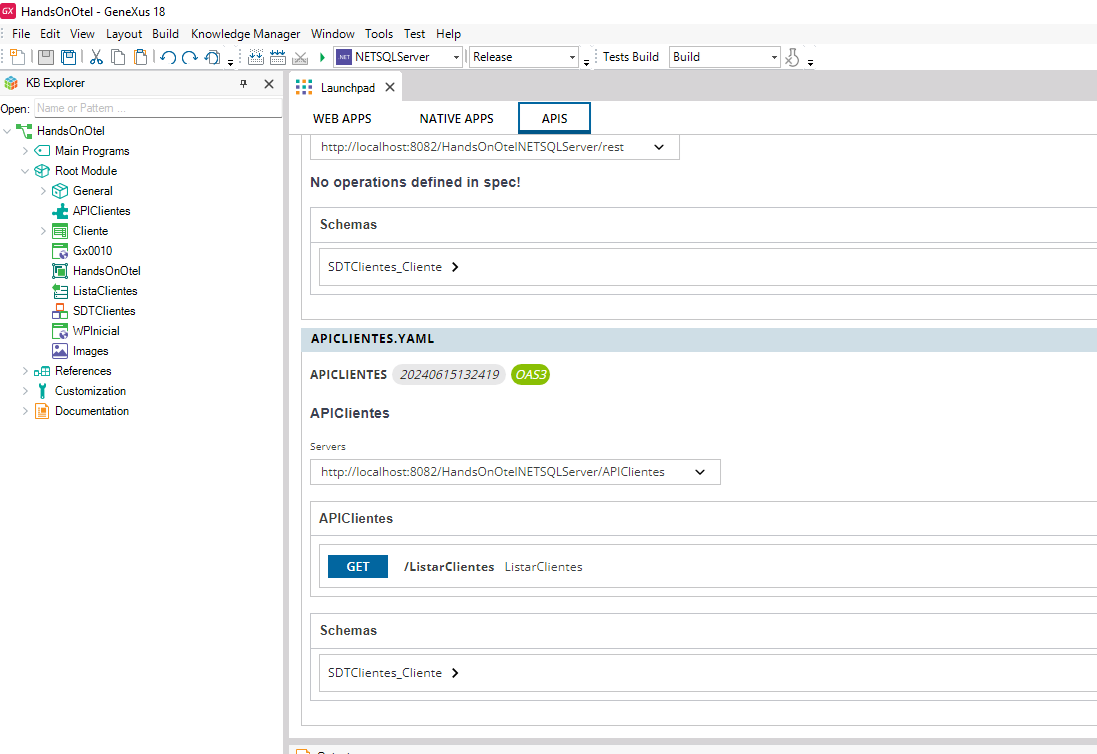 GX HandsOnOtel - GeneXus 18
File Edit View Layout Build Knowledge Manager Window Tools Test Help
NET NETSQLServer Release Tests Build Build
KB Explorer
Launchpad
Open: Name or Pattern ...
HandsOnOtel
Main Programs
Root Module
General
APIClientes
Cliente
Gx0010
HandsOnOtel
ListaClientes
SDTClientes
WPInicial
Images
References
Customization
Documentation
WEB APPS NATIVE APPS APIS
http://localhost:8082/HandsOnOtelNETSQLServer/rest
No operations defined in spec!
Schemas
SDTClientes_Cliente
APICLIENTES.YAML
APICLIENTES 20240615132419 OAS3
APIClientes
Servers
http://localhost:8082/HandsOnOtelNETSQLServer/APIClientes
APIClientes
GET /ListarClientes ListarClientes
Schemas
SDTClientes_Cliente